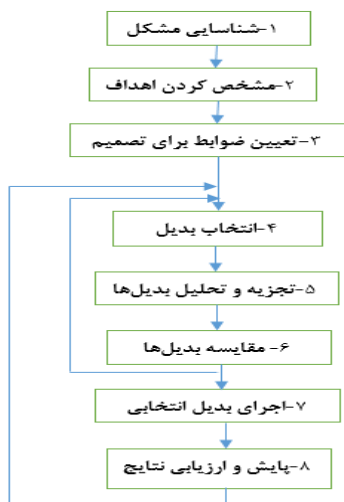 ۱-شناسایی مشکل
۲-مشخص کردن اهداف
۳-تعیین ضوابط برای تصمیم
۴-انتخاب بدیل
۵-تجزیه و تحلیل بدیل‌ها
۶- مقایسه بدیل‌ها
۷-اجرای بدیل انتخابی
۸-پایش و ارزیابی نتایج